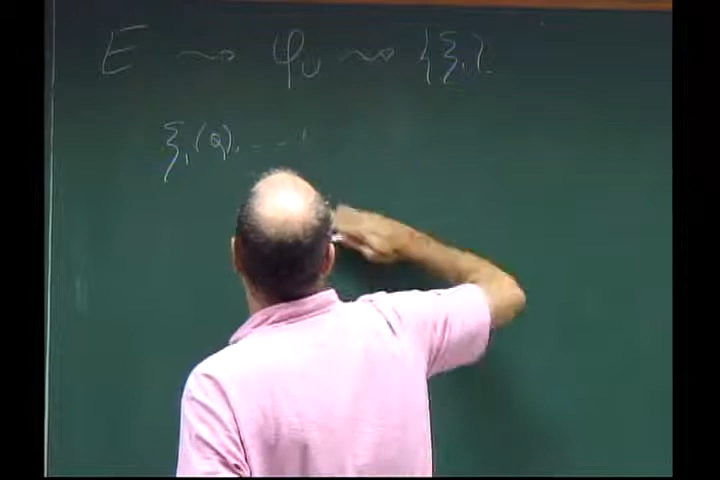 E ⇝ φ_U ⇝ {ξ_i}
ξ_1(Q), ---